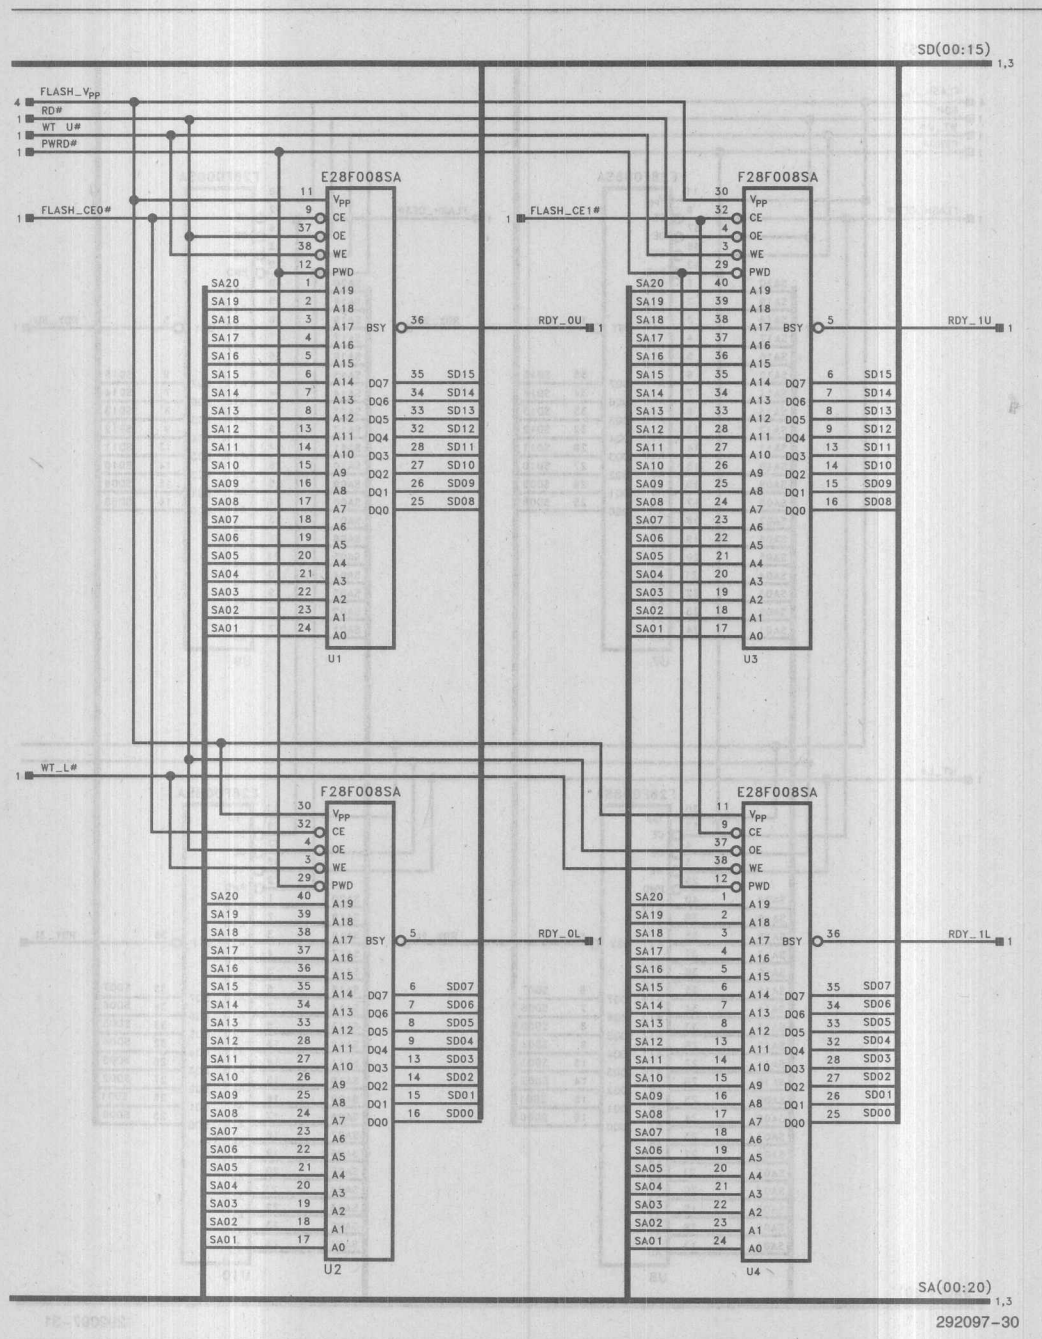 SD(00:15)
1,3
FLASH_VPP
4
RD#
1
WT U#
1
PWRD#
1
E28F008SA
F28F008SA
FLASH_CE0#
1
FLASH_CE1#
1
11 VPP
9 CE
37 OE
38 WE
12 PWD
SA20 1 A19
SA19 2 A18
SA18 3 A17
SA17 4 A16
SA16 5 A15
SA15 6 A14
SA14 7 A13
SA13 8 A12
SA12 13 A11
SA11 14 A10
SA10 15 A9
SA09 16 A8
SA08 17 A7
SA07 18 A6
SA06 19 A5
SA05 20 A4
SA04 21 A3
SA03 22 A2
SA02 23 A1
SA01 24 A0
BSY 36 RDY_0U 1
DQ7 35 SD15
DQ6 34 SD14
DQ5 33 SD13
DQ4 32 SD12
DQ3 28 SD11
DQ2 27 SD10
DQ1 26 SD09
DQ0 25 SD08
U1
30 VPP
32 CE
4 OE
3 WE
29 PWD
SA20 40 A19
SA19 39 A18
SA18 38 A17
SA17 37 A16
SA16 36 A15
SA15 35 A14
SA14 34 A13
SA13 33 A12
SA12 28 A11
SA11 27 A10
SA10 26 A9
SA09 25 A8
SA08 24 A7
SA07 23 A6
SA06 22 A5
SA05 21 A4
SA04 20 A3
SA03 19 A2
SA02 18 A1
SA01 17 A0
BSY 5 RDY_1U 1
DQ7 6 SD15
DQ6 7 SD14
DQ5 8 SD13
DQ4 9 SD12
DQ3 13 SD11
DQ2 14 SD10
DQ1 15 SD09
DQ0 16 SD08
U3
WT_L#
1
F28F008SA
E28F008SA
30 VPP
32 CE
4 OE
3 WE
29 PWD
SA20 40 A19
SA19 39 A18
SA18 38 A17
SA17 37 A16
SA16 36 A15
SA15 35 A14
SA14 34 A13
SA13 33 A12
SA12 28 A11
SA11 27 A10
SA10 26 A9
SA09 25 A8
SA08 24 A7
SA07 23 A6
SA06 22 A5
SA05 21 A4
SA04 20 A3
SA03 19 A2
SA02 18 A1
SA01 17 A0
BSY 5 RDY_0L 1
DQ7 6 SD07
DQ6 7 SD06
DQ5 8 SD05
DQ4 9 SD04
DQ3 13 SD03
DQ2 14 SD02
DQ1 15 SD01
DQ0 16 SD00
U2
11 VPP
9 CE
37 OE
38 WE
12 PWD
SA20 1 A19
SA19 2 A18
SA18 3 A17
SA17 4 A16
SA16 5 A15
SA15 6 A14
SA14 7 A13
SA13 8 A12
SA12 13 A11
SA11 14 A10
SA10 15 A9
SA09 16 A8
SA08 17 A7
SA07 18 A6
SA06 19 A5
SA05 20 A4
SA04 21 A3
SA03 22 A2
SA02 23 A1
SA01 24 A0
BSY 36 RDY_1L 1
DQ7 35 SD07
DQ6 34 SD06
DQ5 33 SD05
DQ4 32 SD04
DQ3 28 SD03
DQ2 27 SD02
DQ1 26 SD01
DQ0 25 SD00
U4
SA(00:20)
1,3
292097-30